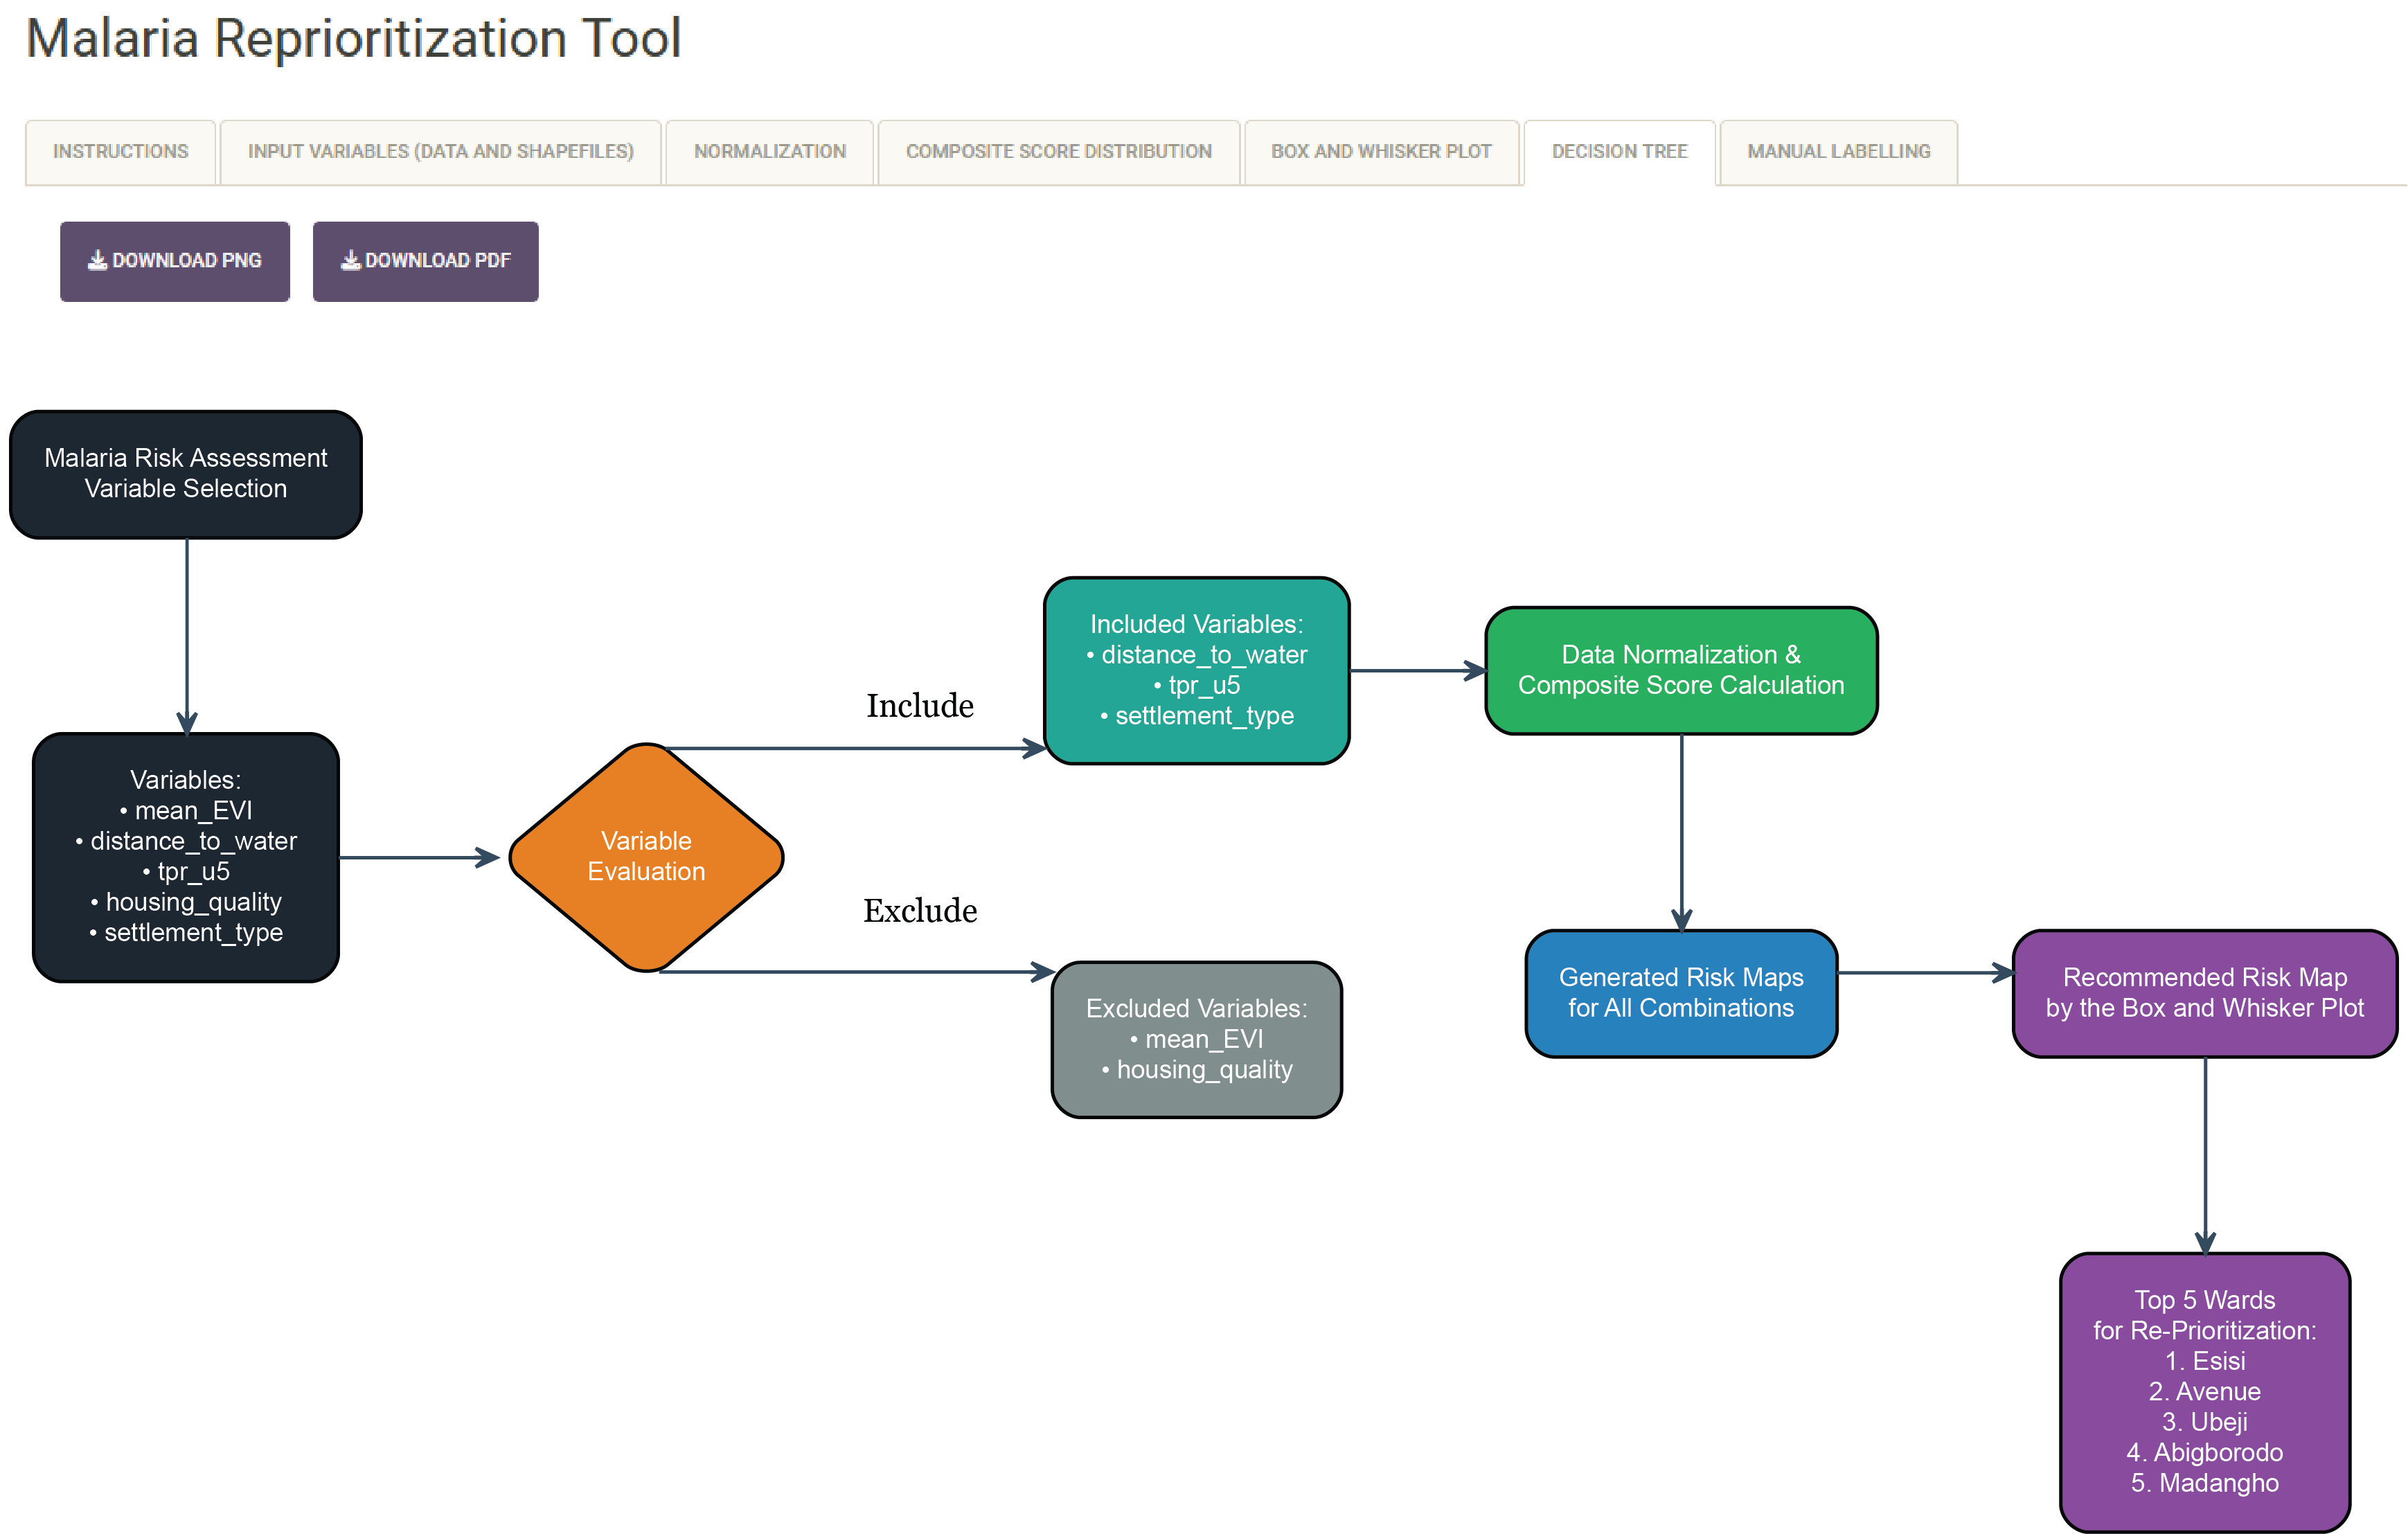 Malaria Reprioritization Tool
INSTRUCTIONS
INPUT VARIABLES (DATA AND SHAPEFILES)
NORMALIZATION
COMPOSITE SCORE DISTRIBUTION
BOX AND WHISKER PLOT
DECISION TREE
MANUAL LABELLING
DOWNLOAD PNG
DOWNLOAD PDF
Malaria Risk Assessment
Variable Selection
Variables:
• mean_EVI
• distance_to_water
• tpr_u5
• housing_quality
• settlement_type
Variable
Evaluation
Include
Exclude
Included Variables:
• distance_to_water
• tpr_u5
• settlement_type
Excluded Variables:
• mean_EVI
• housing_quality
Data Normalization &
Composite Score Calculation
Generated Risk Maps
for All Combinations
Recommended Risk Map
by the Box and Whisker Plot
Top 5 Wards
for Re-Prioritization:
1. Esisi
2. Avenue
3. Ubeji
4. Abigborodo
5. Madangho